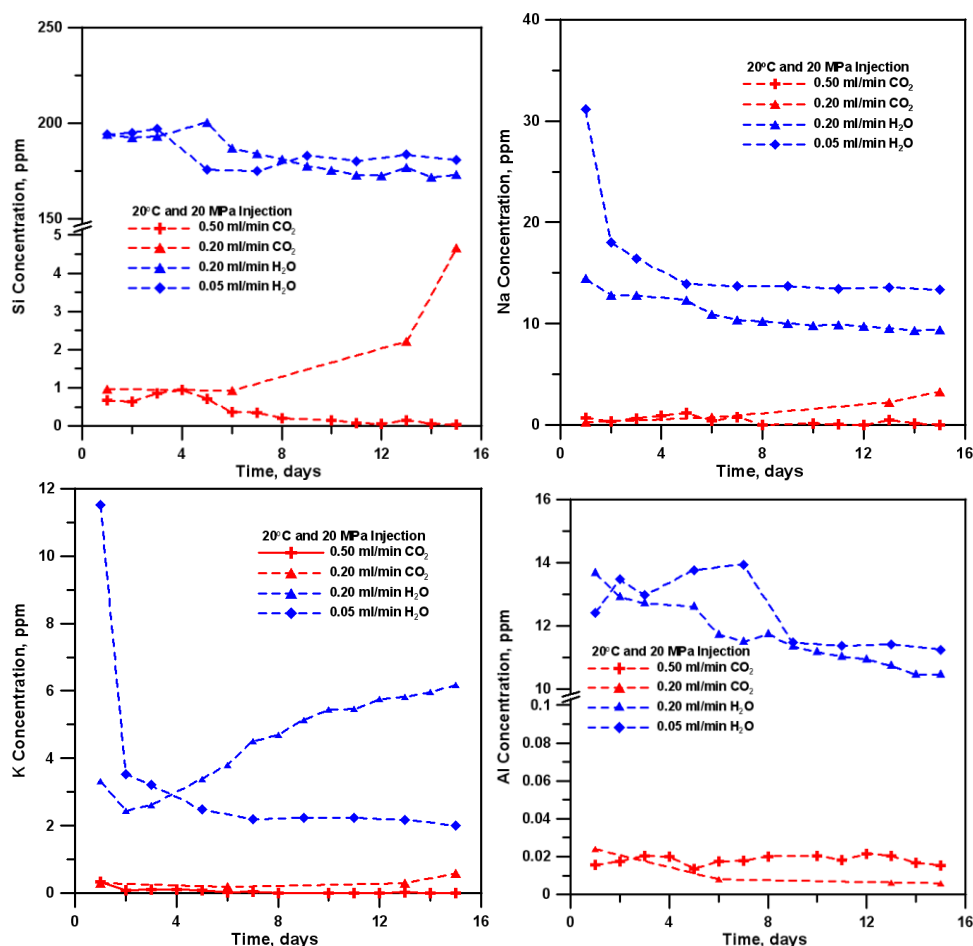 Si Concentration, ppm
250
200
150
5
4
3
2
1
0
20°C and 20 MPa Injection
0.50 ml/min CO₂
0.20 ml/min CO₂
0.20 ml/min H₂O
0.05 ml/min H₂O
0 4 8 12 16
Time, days
Na Concentration, ppm
40
30
20
10
0
20°C and 20 MPa Injection
0.50 ml/min CO₂
0.20 ml/min CO₂
0.20 ml/min H₂O
0.05 ml/min H₂O
0 4 8 12 16
Time, days
K Concentration, ppm
12
10
8
6
4
2
0
20°C and 20 MPa Injection
0.50 ml/min CO₂
0.20 ml/min CO₂
0.20 ml/min H₂O
0.05 ml/min H₂O
0 4 8 12 16
Time, days
Al Concentration, ppm
16
14
12
10
0.1
0.08
0.06
0.04
0.02
0
20°C and 20 MPa Injection
0.50 ml/min CO₂
0.20 ml/min CO₂
0.20 ml/min H₂O
0.05 ml/min H₂O
0 4 8 12 16
Time, days